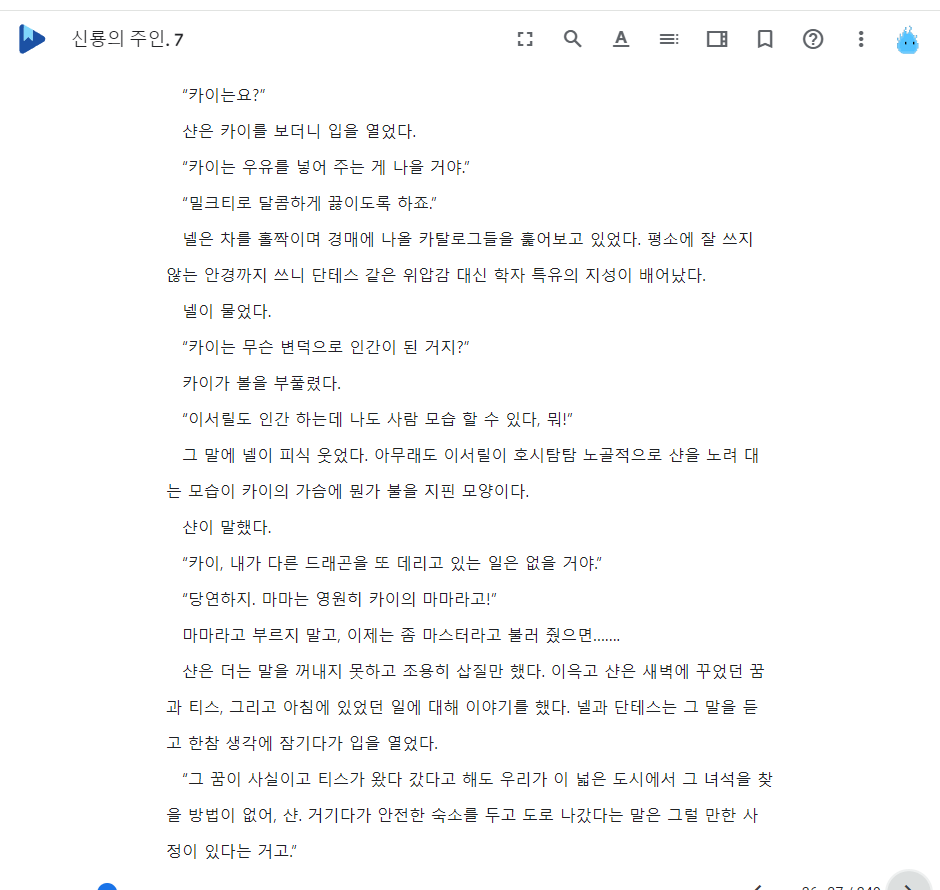 신룡의 주인. 7
“카이는요?”
샨은 카이를 보더니 입을 열었다.
“카이는 우유를 넣어 주는 게 나을 거야.”
“밀크티로 달콤하게 끓이도록 하죠.”
넬은 차를 홀짝이며 경매에 나올 카탈로그들을 훑어보고 있었다. 평소에 잘 쓰지
않는 안경까지 쓰니 단테스 같은 위압감 대신 학자 특유의 지성이 배어났다.
넬이 물었다.
“카이는 무슨 변덕으로 인간이 된 거지?”
카이가 볼을 부풀렸다.
“이서릴도 인간 하는데 나도 사람 모습 할 수 있다, 뭐!”
그 말에 넬이 피식 웃었다. 아무래도 이서릴이 호시탐탐 노골적으로 샨을 노려 대
는 모습이 카이의 가슴에 뭔가 불을 지핀 모양이다.
샨이 말했다.
“카이, 내가 다른 드래곤을 또 데리고 있는 일은 없을 거야.”
“당연하지. 마마는 영원히 카이의 마마라고!”
마마라고 부르지 말고, 이제는 좀 마스터라고 불러 줬으면…….
샨은 더는 말을 꺼내지 못하고 조용히 삽질만 했다. 이윽고 샨은 새벽에 꾸었던 꿈
과 티스, 그리고 아침에 있었던 일에 대해 이야기를 했다. 넬과 단테스는 그 말을 듣
고 한참 생각에 잠기다가 입을 열었다.
“그 꿈이 사실이고 티스가 왔다 갔다고 해도 우리가 이 넓은 도시에서 그 녀석을 찾
을 방법이 없어, 샨. 거기다가 안전한 숙소를 두고 도로 나갔다는 말은 그럴 만한 사
정이 있다는 거고.”